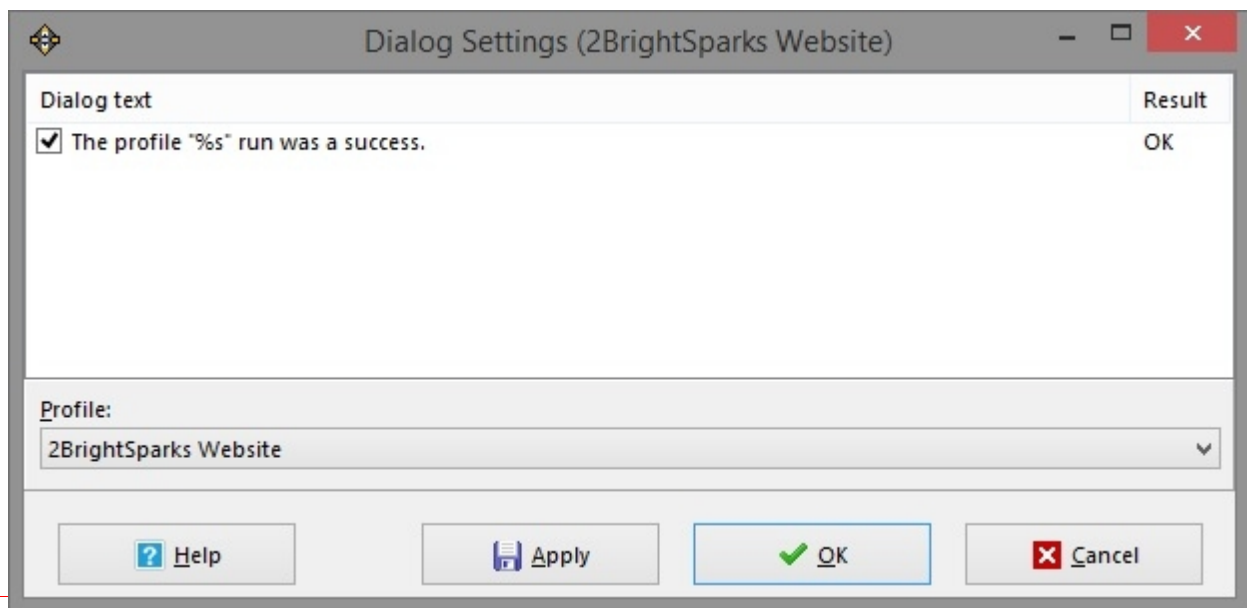 Dialog Settings (2BrightSparks Website)
Dialog text Result
The profile "%s" run was a success. OK
Profile:
2BrightSparks Website
Help Apply OK Cancel